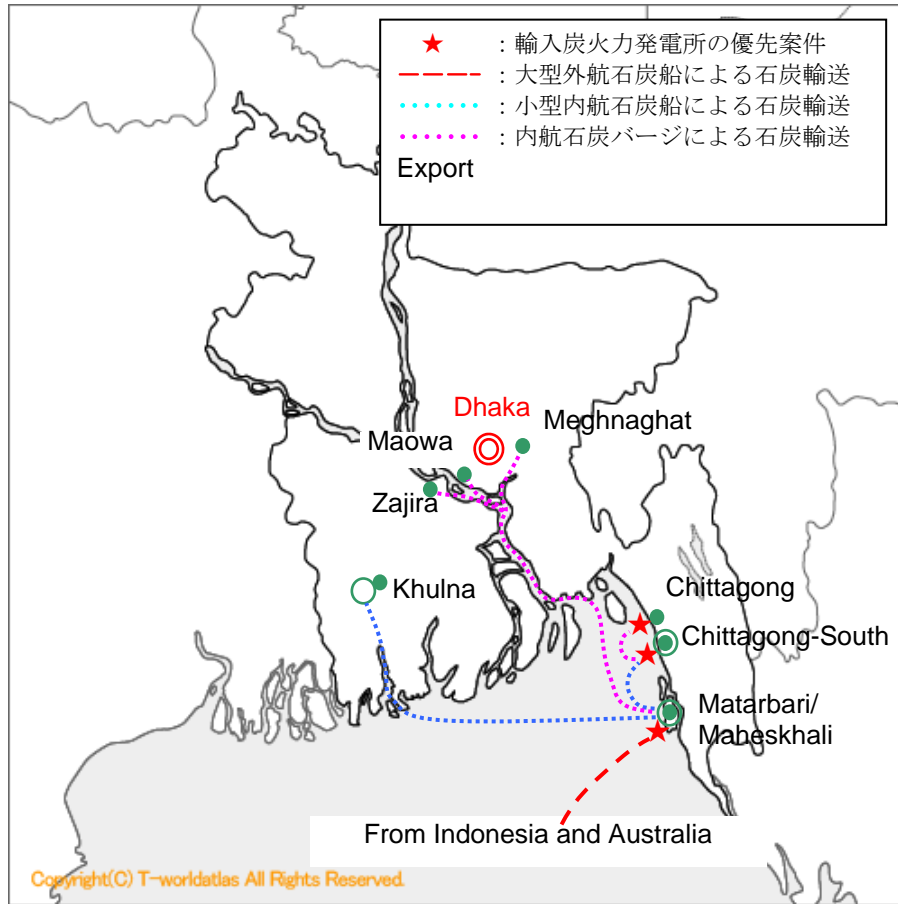 ：輸入炭火力発電所の優先案件
：大型外航石炭船による石炭輸送
：小型内航石炭船による石炭輸送
：内航石炭バージによる石炭輸送
Export
Dhaka
Meghnaghat
Maowa
Zajira
Khulna
Chittagong
Chittagong-South
Matarbari/
Maheskhali
From Indonesia and Australia
Copyright(C) T-worldatlas All Rights Reserved.